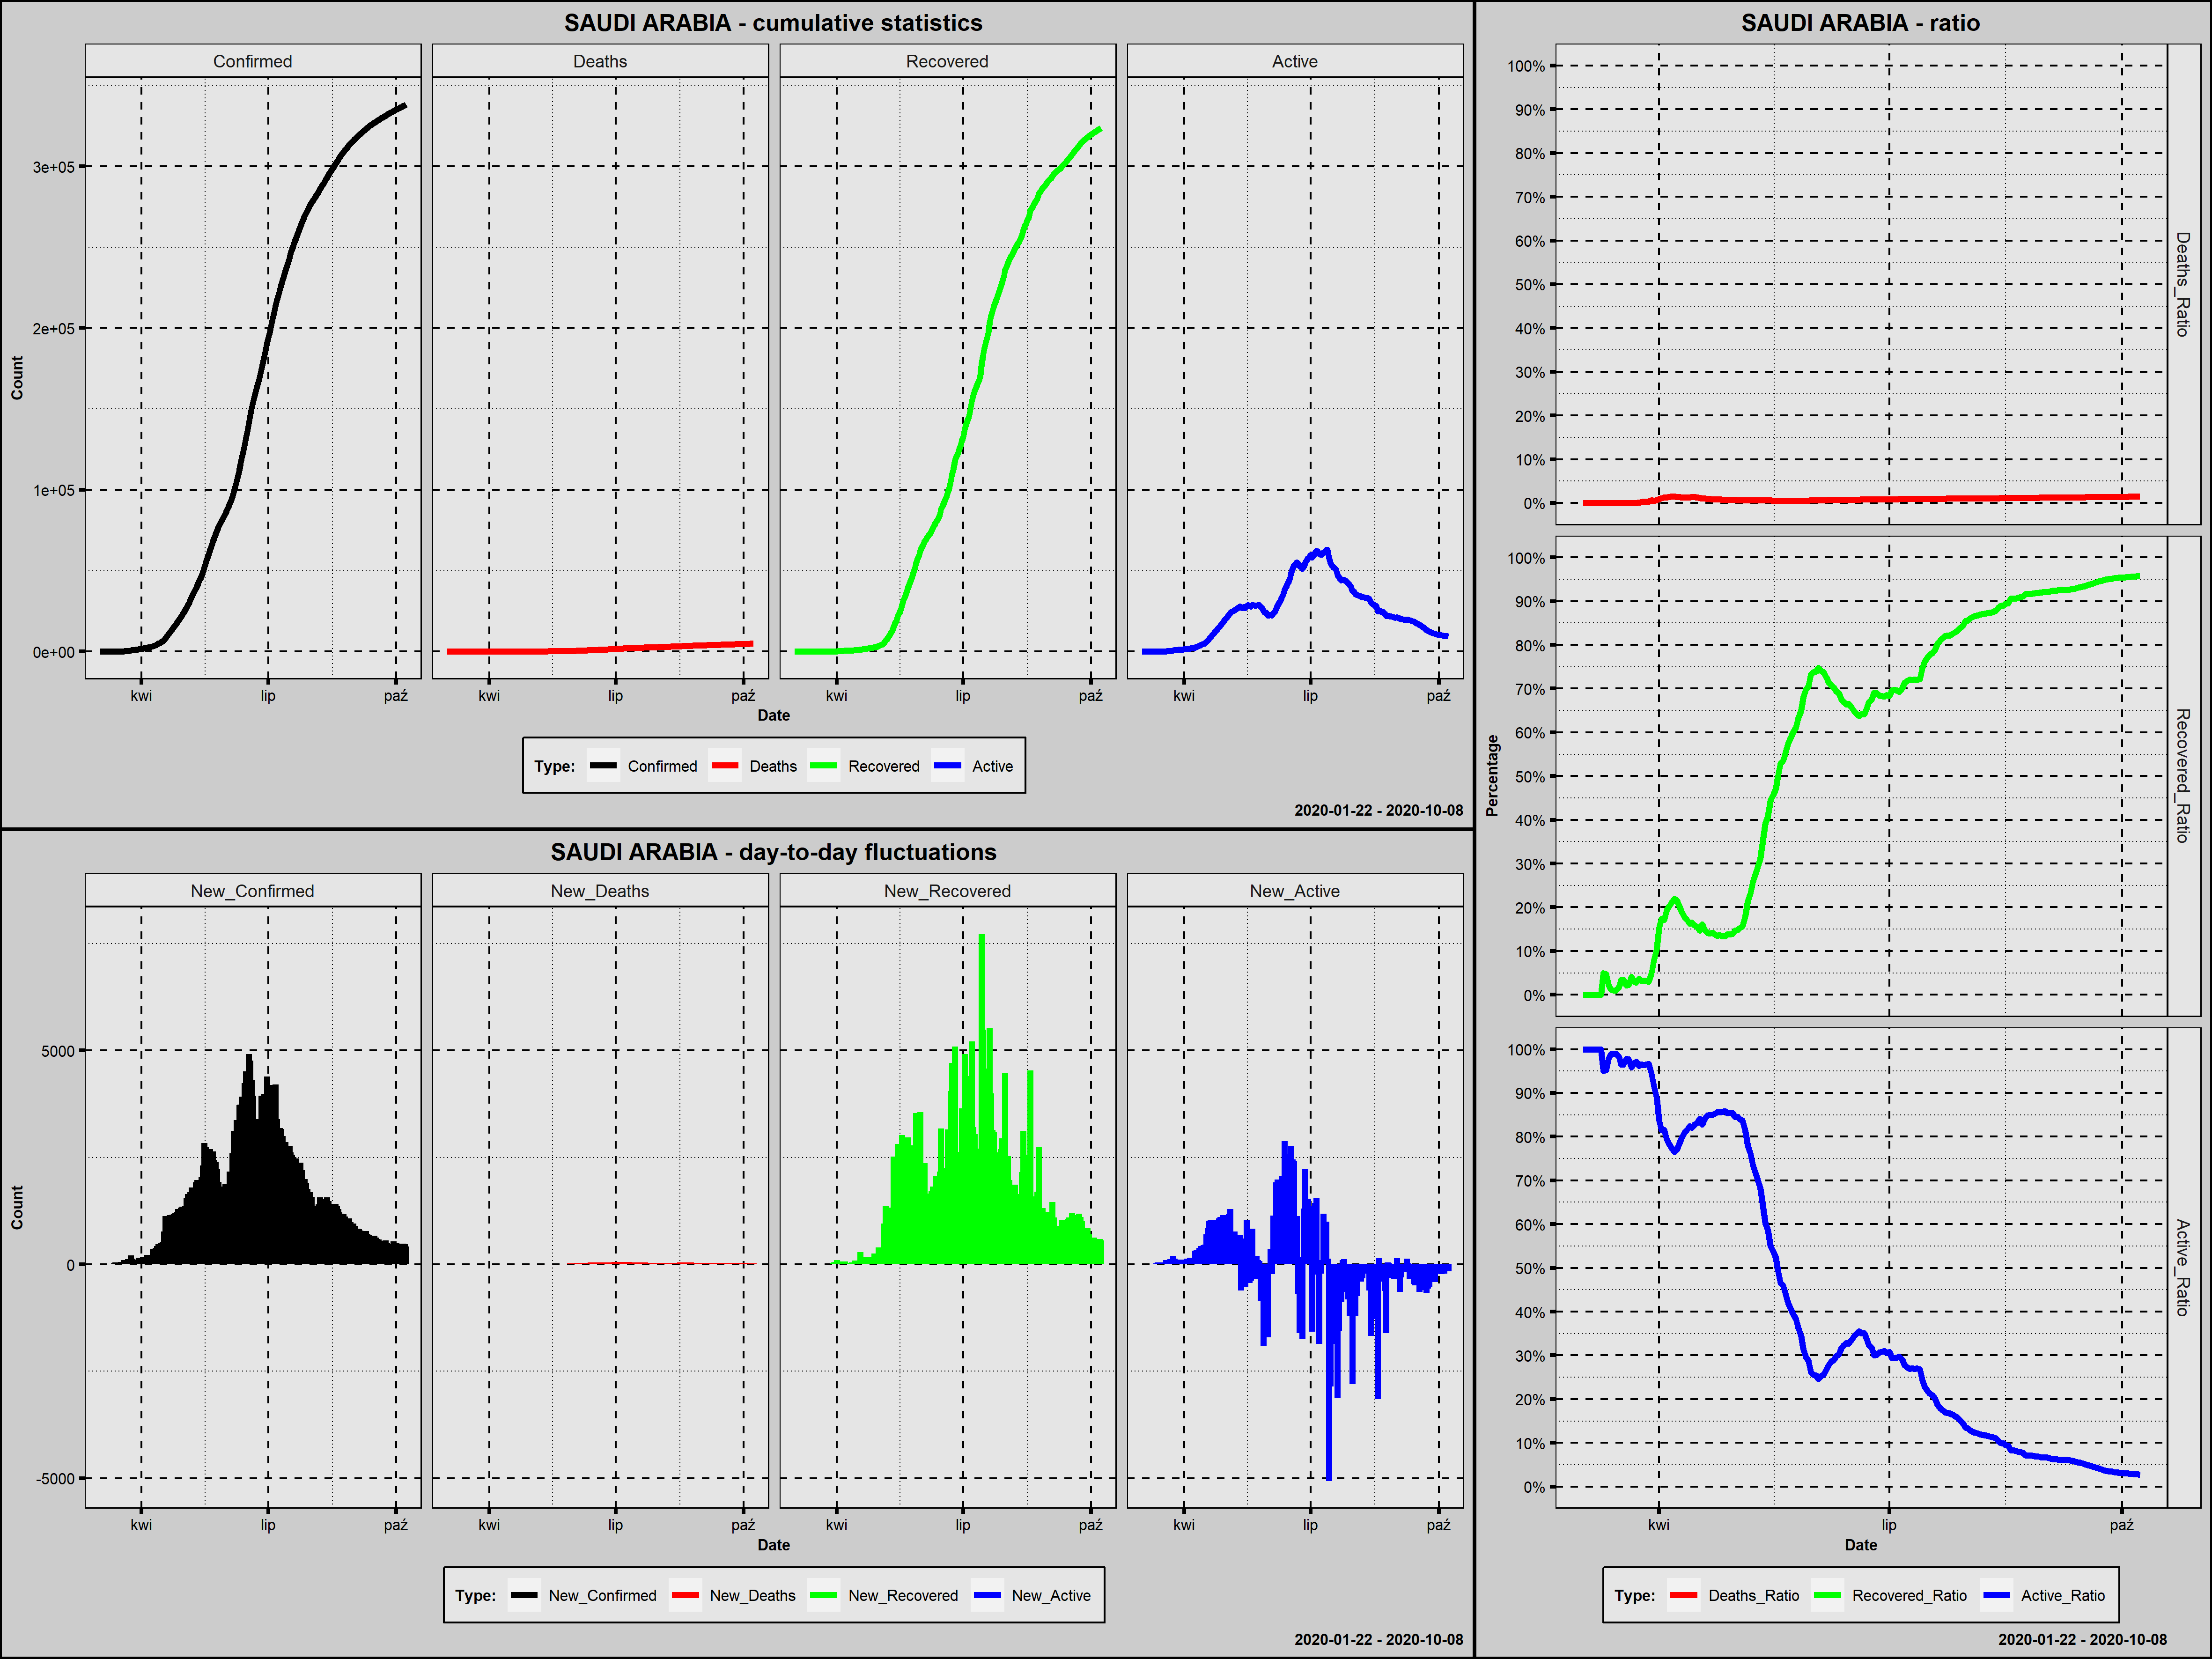 SAUDI ARABIA - cumulative statistics
Confirmed Deaths Recovered Active
Count
3e+05
2e+05
1e+05
0e+00
kwi lip paź kwi lip paź kwi lip paź kwi lip paź
Date
Type: Confirmed Deaths Recovered Active
2020-01-22 - 2020-10-08
SAUDI ARABIA - day-to-day fluctuations
New_Confirmed New_Deaths New_Recovered New_Active
Count
5000
0
-5000
kwi lip paź kwi lip paź kwi lip paź kwi lip paź
Date
Type: New_Confirmed New_Deaths New_Recovered New_Active
2020-01-22 - 2020-10-08
SAUDI ARABIA - ratio
Percentage
100%
90%
80%
70%
60%
50%
40%
30%
20%
10%
0%
Deaths_Ratio
100%
90%
80%
70%
60%
50%
40%
30%
20%
10%
0%
Recovered_Ratio
100%
90%
80%
70%
60%
50%
40%
30%
20%
10%
0%
Active_Ratio
kwi lip paź
Date
Type: Deaths_Ratio Recovered_Ratio Active_Ratio
2020-01-22 - 2020-10-08